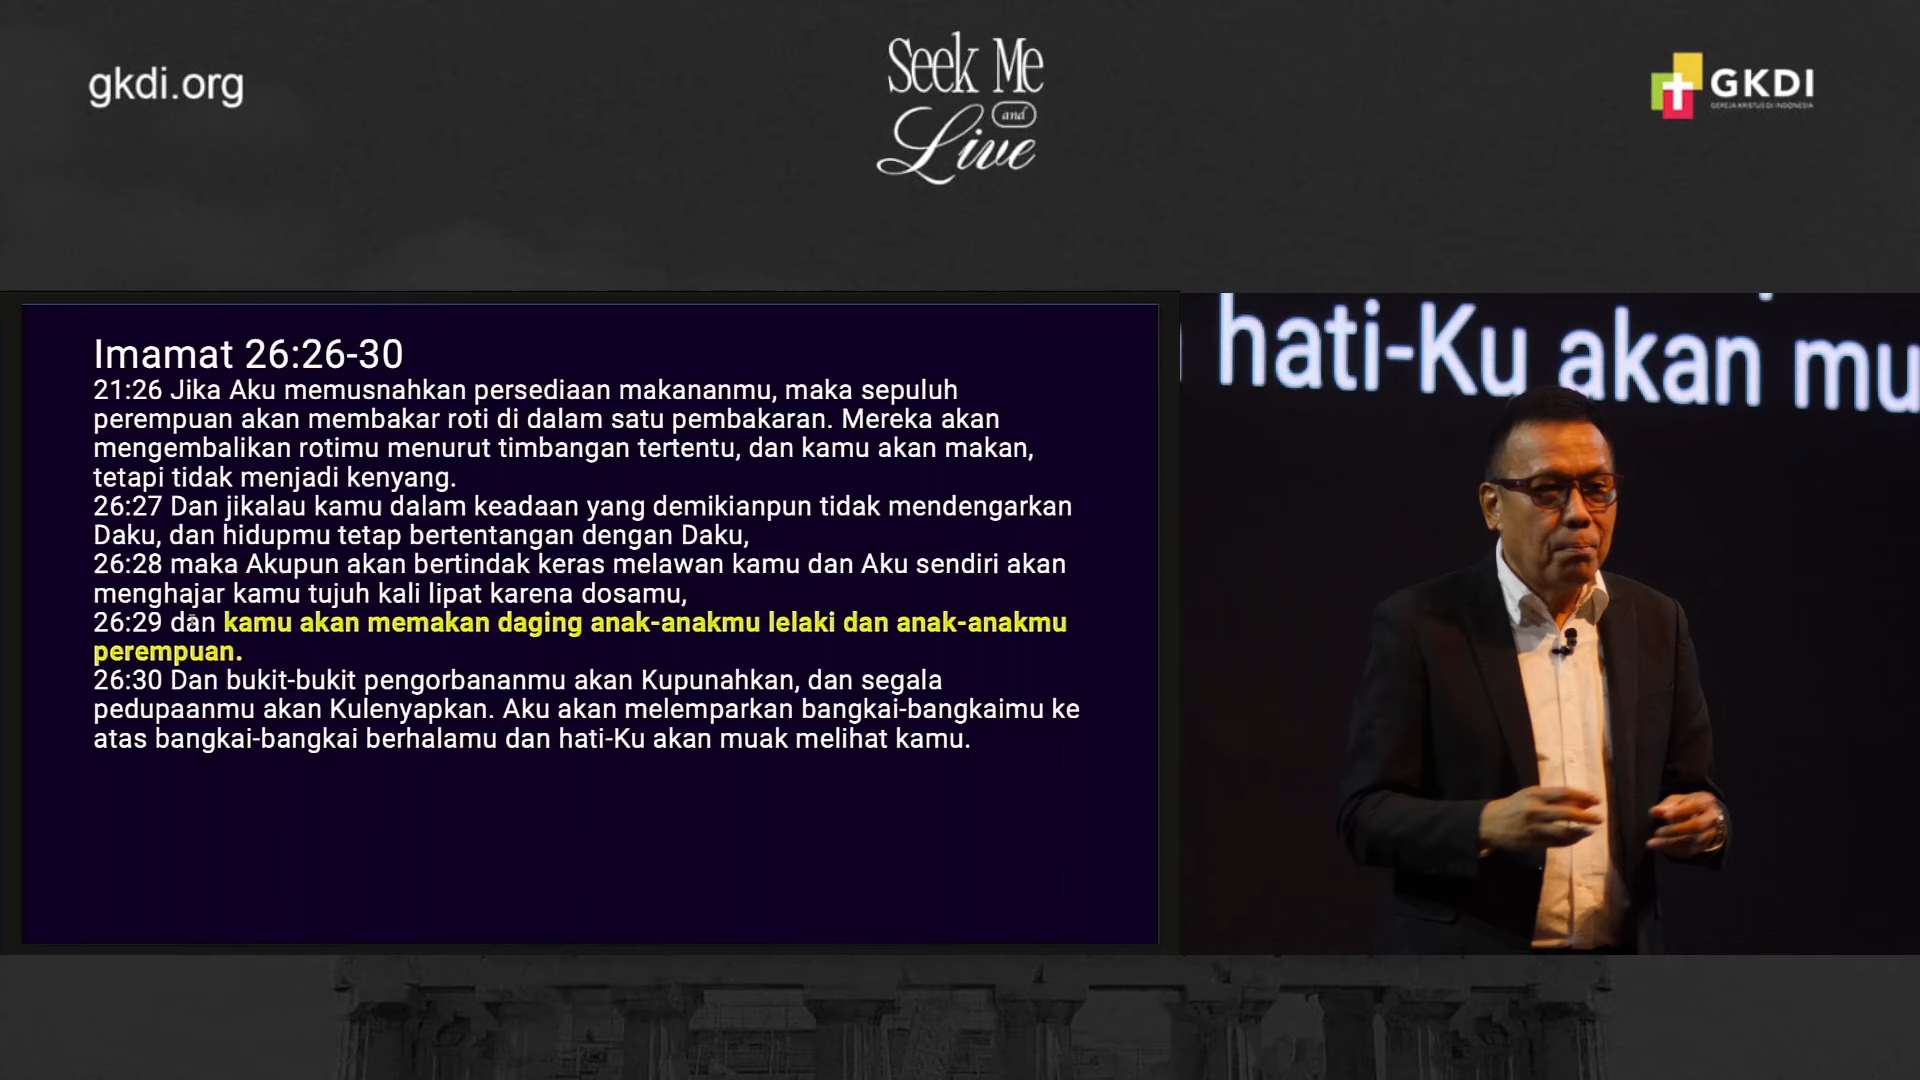 gkdi.org
Seek Me
and
Live
GKDI
GEREJA KRISTUS DI INDONESIA
Imamat 26:26-30
21:26 Jika Aku memusnahkan persediaan makananmu, maka sepuluh
perempuan akan membakar roti di dalam satu pembakaran. Mereka akan
mengembalikan rotimu menurut timbangan tertentu, dan kamu akan makan,
tetapi tidak menjadi kenyang.
26:27 Dan jikalau kamu dalam keadaan yang demikianpun tidak mendengarkan
Daku, dan hidupmu tetap bertentangan dengan Daku,
26:28 maka Akupun akan bertindak keras melawan kamu dan Aku sendiri akan
menghajar kamu tujuh kali lipat karena dosamu,
26:29 dan kamu akan memakan daging anak-anakmu lelaki dan anak-anakmu
perempuan.
26:30 Dan bukit-bukit pengorbananmu akan Kupunahkan, dan segala
pedupaanmu akan Kulenyapkan. Aku akan melemparkan bangkai-bangkaimu ke
atas bangkai-bangkai berhalamu dan hati-Ku akan muak melihat kamu.
hati-Ku akan mu